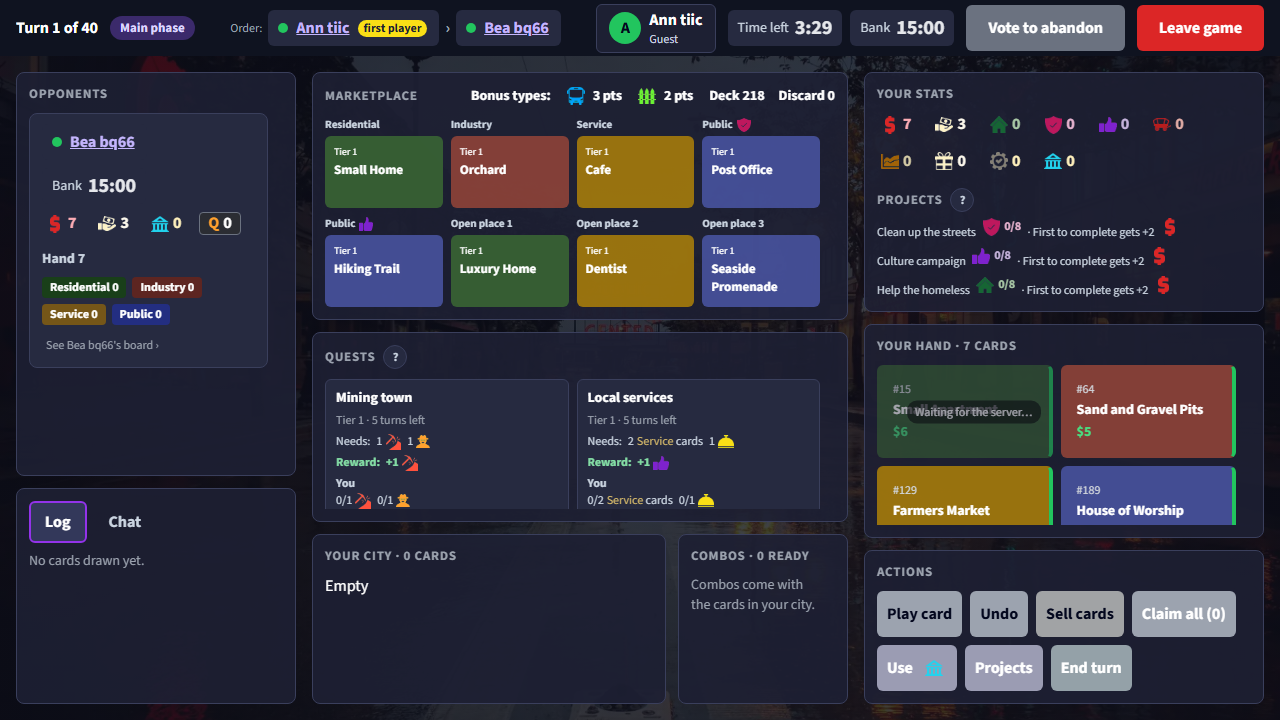 Turn 1 of 40 Main phase Order: Ann tiic first player › Bea bq66 A Ann tiic Guest Time left 3:29 Bank 15:00 Vote to abandon Leave game
OPPONENTS
Bea bq66
Bank 15:00
7 3 0 Q 0
Hand 7
Residential 0 Industry 0
Service 0 Public 0
See Bea bq66's board ›
Log Chat
No cards drawn yet.
MARKETPLACE Bonus types: 3 pts 2 pts Deck 218 Discard 0
Residential Industry Service Public
Tier 1 Tier 1 Tier 1 Tier 1
Small Home Orchard Cafe Post Office
Public Open place 1 Open place 2 Open place 3
Tier 1 Tier 1 Tier 1 Tier 1
Hiking Trail Luxury Home Dentist Seaside
Promenade
QUESTS ?
Mining town
Tier 1 · 5 turns left
Needs: 1 1
Reward: +1
You
0/1 0/1
Local services
Tier 1 · 5 turns left
Needs: 2 Service cards 1
Reward: +1
You
0/2 Service cards 0/1
YOUR CITY · 0 CARDS
Empty
COMBOS · 0 READY
Combos come with
the cards in your city.
YOUR STATS
$ 7 3 0 0 0 0
0 0 0 0
PROJECTS ?
Clean up the streets 0/8 · First to complete gets +2 $
Culture campaign 0/8 · First to complete gets +2 $
Help the homeless 0/8 · First to complete gets +2 $
YOUR HAND · 7 CARDS
#15 #64
Waiting for the server... Sand and Gravel Pits
$6 $5
#129 #189
Farmers Market House of Worship
ACTIONS
Play card Undo Sell cards Claim all (0)
Use Projects End turn